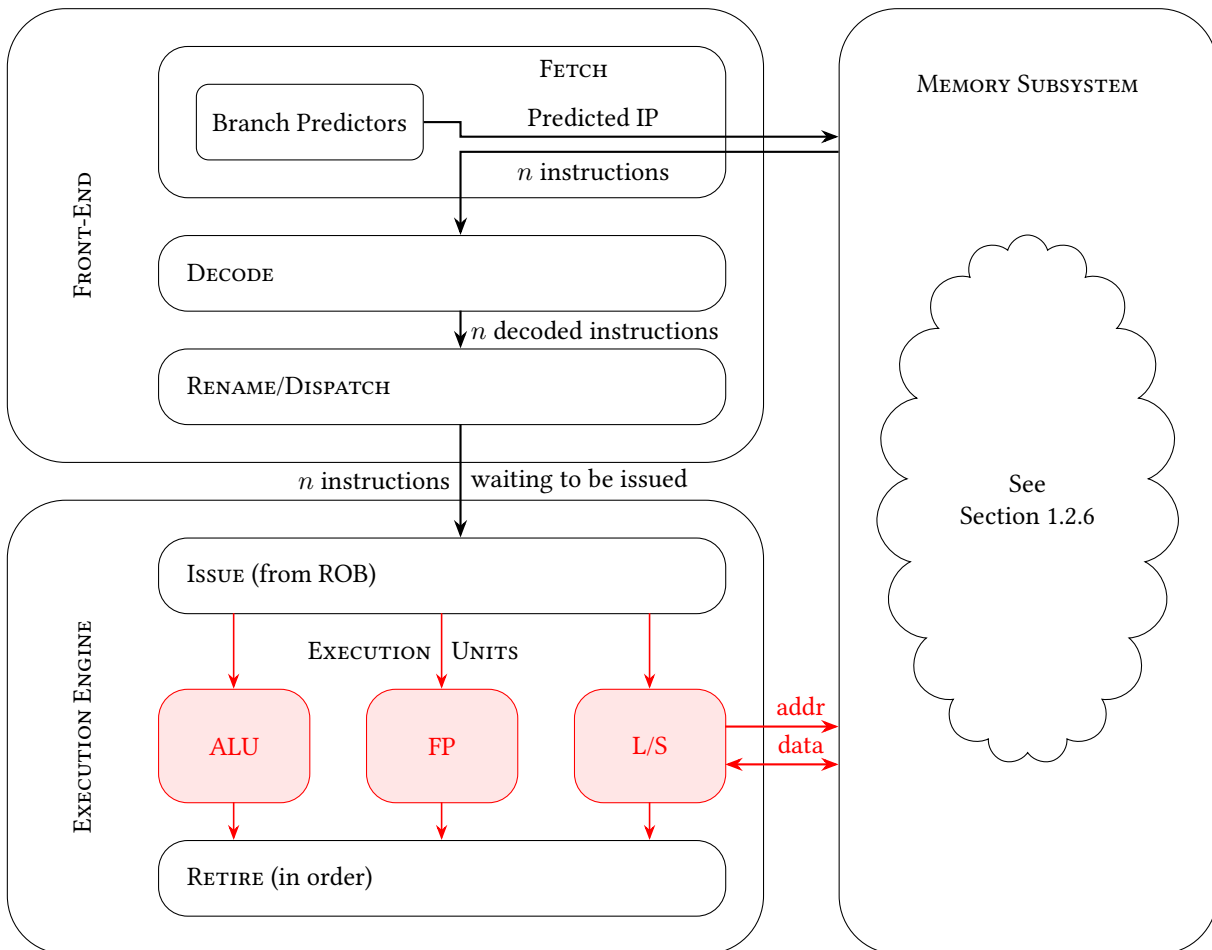 FETCH
Branch Predictors
Predicted IP
n instructions
MEMORY SUBSYSTEM
FRONT-END
DECODE
n decoded instructions
RENAME/DISPATCH
n instructions waiting to be issued
See
Section 1.2.6
EXECUTION ENGINE
ISSUE (from ROB)
EXECUTION UNITS
ALU
FP
L/S
addr
data
RETIRE (in order)